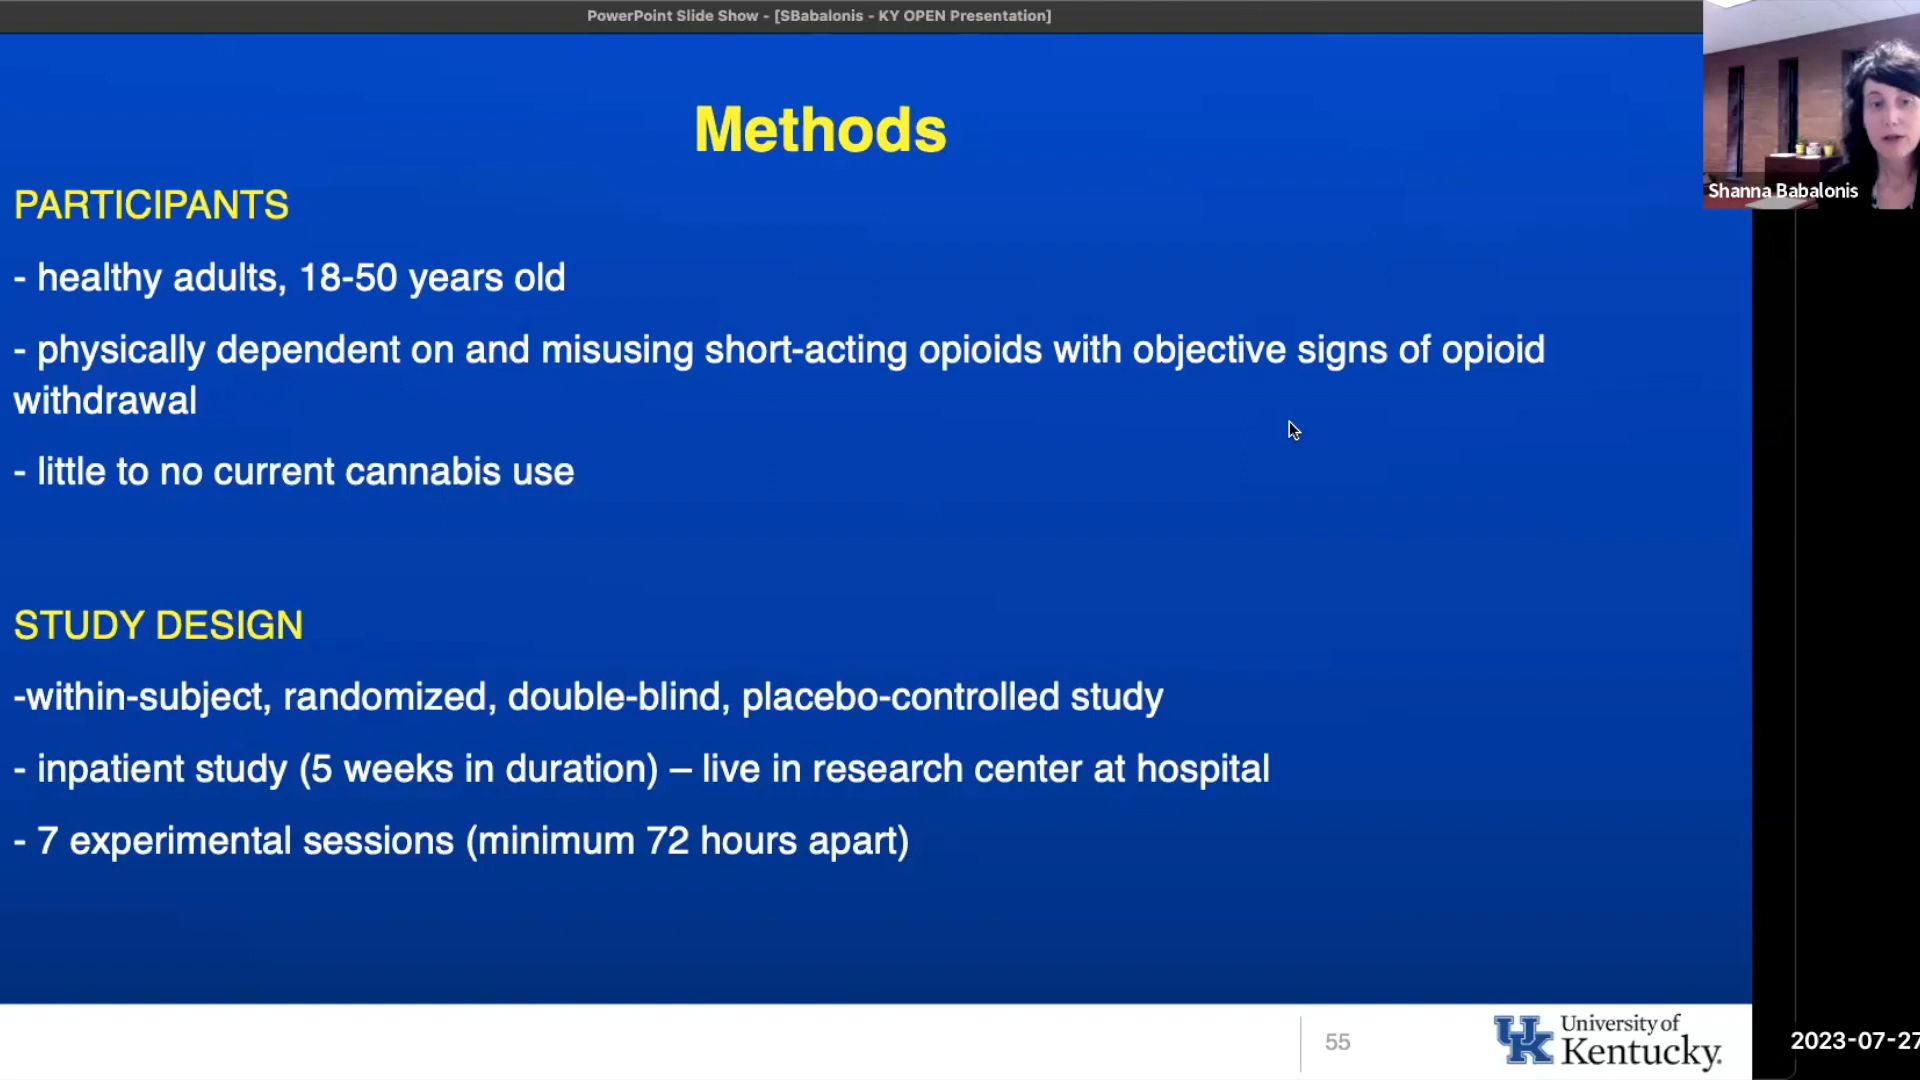 PowerPoint Slide Show - [SBabalonis - KY OPEN Presentation]
Methods
Shanna Babalonis
PARTICIPANTS
- healthy adults, 18-50 years old
- physically dependent on and misusing short-acting opioids with objective signs of opioid
withdrawal
- little to no current cannabis use
STUDY DESIGN
-within-subject, randomized, double-blind, placebo-controlled study
- inpatient study (5 weeks in duration) – live in research center at hospital
- 7 experimental sessions (minimum 72 hours apart)
55
UK
University of
Kentucky.
2023-07-27